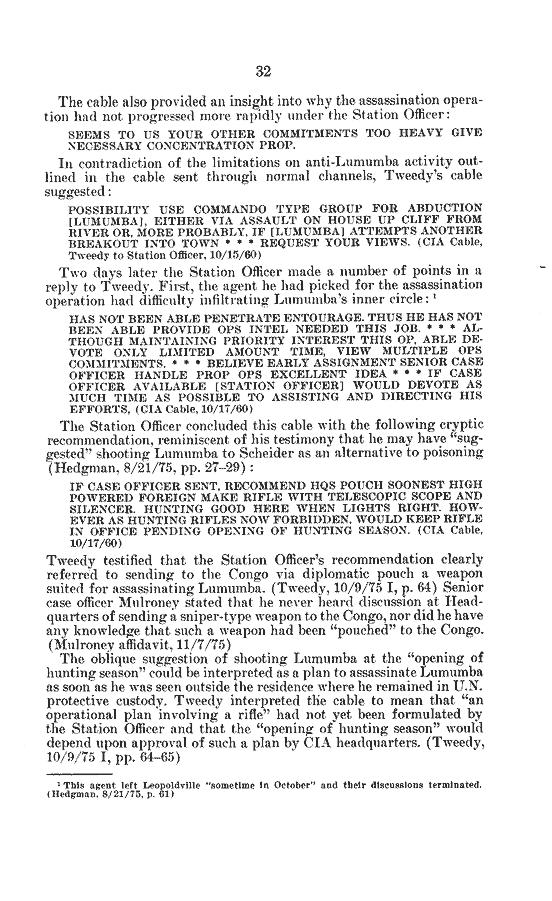 32
The cable also provided an insight into why the assassination opera-
tion had not progressed more rapidly under the Station Officer:
SEEMS TO US YOUR OTHER COMMITMENTS TOO HEAVY GIVE
NECESSARY CONCENTRATION PROP.
In contradiction of the limitations on anti-Lumumba activity out-
lined in the cable sent through normal channels, Tweedy's cable
suggested:
POSSIBILITY USE COMMANDO TYPE GROUP FOR ABDUCTION
[LUMUMBA], EITHER VIA ASSAULT ON HOUSE UP CLIFF FROM
RIVER OR, MORE PROBABLY, IF [LUMUMBA] ATTEMPTS ANOTHER
BREAKOUT INTO TOWN * * * REQUEST YOUR VIEWS. (CIA Cable,
Tweedy to Station Officer, 10/15/60)
Two days later the Station Officer made a number of points in a
reply to Tweedy. First, the agent he had picked for the assassination
operation had difficulty infiltrating Lumumba's inner circle: ¹
HAS NOT BEEN ABLE PENETRATE ENTOURAGE. THUS HE HAS NOT
BEEN ABLE PROVIDE OPS INTEL NEEDED THIS JOB. * * * AL-
THOUGH MAINTAINING PRIORITY INTEREST THIS OP, ABLE DE-
VOTE ONLY LIMITED AMOUNT TIME, VIEW MULTIPLE OPS
COMMITMENTS. * * * BELIEVE EARLY ASSIGNMENT SENIOR CASE
OFFICER HANDLE PROP OPS EXCELLENT IDEA * * * IF CASE
OFFICER AVAILABLE [STATION OFFICER] WOULD DEVOTE AS
MUCH TIME AS POSSIBLE TO ASSISTING AND DIRECTING HIS
EFFORTS. (CIA Cable, 10/17/60)
The Station Officer concluded this cable with the following cryptic
recommendation, reminiscent of his testimony that he may have "sug-
gested" shooting Lumumba to Scheider as an alternative to poisoning
(Hedgman, 8/21/75, pp. 27–29):
IF CASE OFFICER SENT, RECOMMEND HQS POUCH SOONEST HIGH
POWERED FOREIGN MAKE RIFLE WITH TELESCOPIC SCOPE AND
SILENCER. HUNTING GOOD HERE WHEN LIGHTS RIGHT. HOW-
EVER AS HUNTING RIFLES NOW FORBIDDEN, WOULD KEEP RIFLE
IN OFFICE PENDING OPENING OF HUNTING SEASON. (CIA Cable,
10/17/60)
Tweedy testified that the Station Officer's recommendation clearly
referred to sending to the Congo via diplomatic pouch a weapon
suited for assassinating Lumumba. (Tweedy, 10/9/75 I, p. 64) Senior
case officer Mulroney stated that he never heard discussion at Head-
quarters of sending a sniper-type weapon to the Congo, nor did he have
any knowledge that such a weapon had been "pouched" to the Congo.
(Mulroney affidavit, 11/7/75)
The oblique suggestion of shooting Lumumba at the "opening of
hunting season" could be interpreted as a plan to assassinate Lumumba
as soon as he was seen outside the residence where he remained in U.N.
protective custody. Tweedy interpreted the cable to mean that "an
operational plan involving a rifle" had not yet been formulated by
the Station Officer and that the "opening of hunting season" would
depend upon approval of such a plan by CIA headquarters. (Tweedy,
10/9/75 I, pp. 64–65)
¹ This agent left Leopoldville "sometime in October" and their discussions terminated.
(Hedgman, 8/21/75, p. 61)